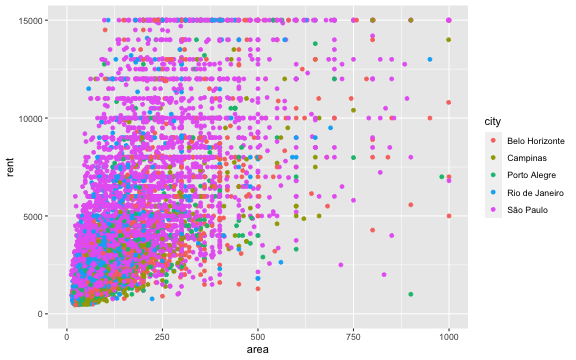 15000
10000
5000
0
rent
0
250
500
750
1000
area
city
Belo Horizonte
Campinas
Porto Alegre
Rio de Janeiro
São Paulo